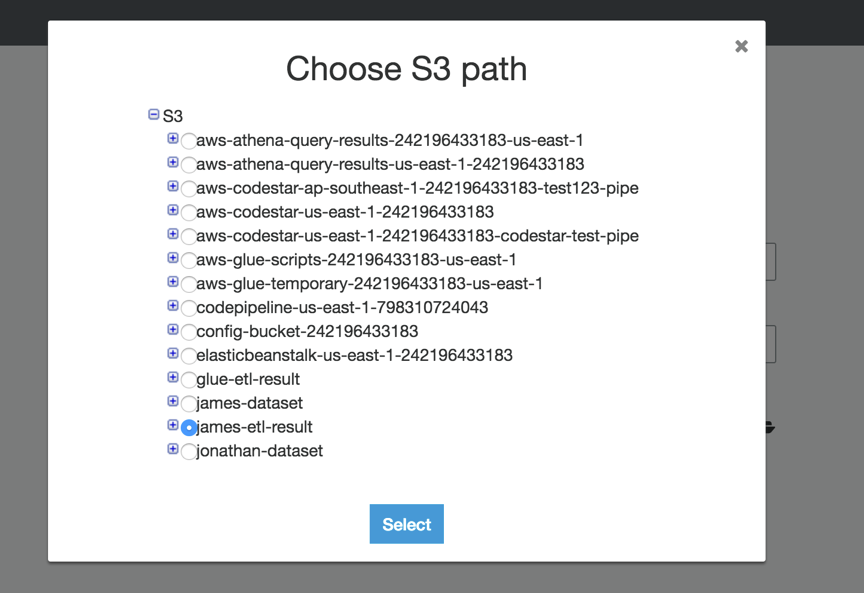 Choose S3 path
S3
aws-athena-query-results-242196433183-us-east-1
aws-athena-query-results-us-east-1-242196433183
aws-codestar-ap-southeast-1-242196433183-test123-pipe
aws-codestar-us-east-1-242196433183
aws-codestar-us-east-1-242196433183-codestar-test-pipe
aws-glue-scripts-242196433183-us-east-1
aws-glue-temporary-242196433183-us-east-1
codepipeline-us-east-1-798310724043
config-bucket-242196433183
elasticbeanstalk-us-east-1-242196433183
glue-etl-result
james-dataset
james-etl-result
jonathan-dataset
Select